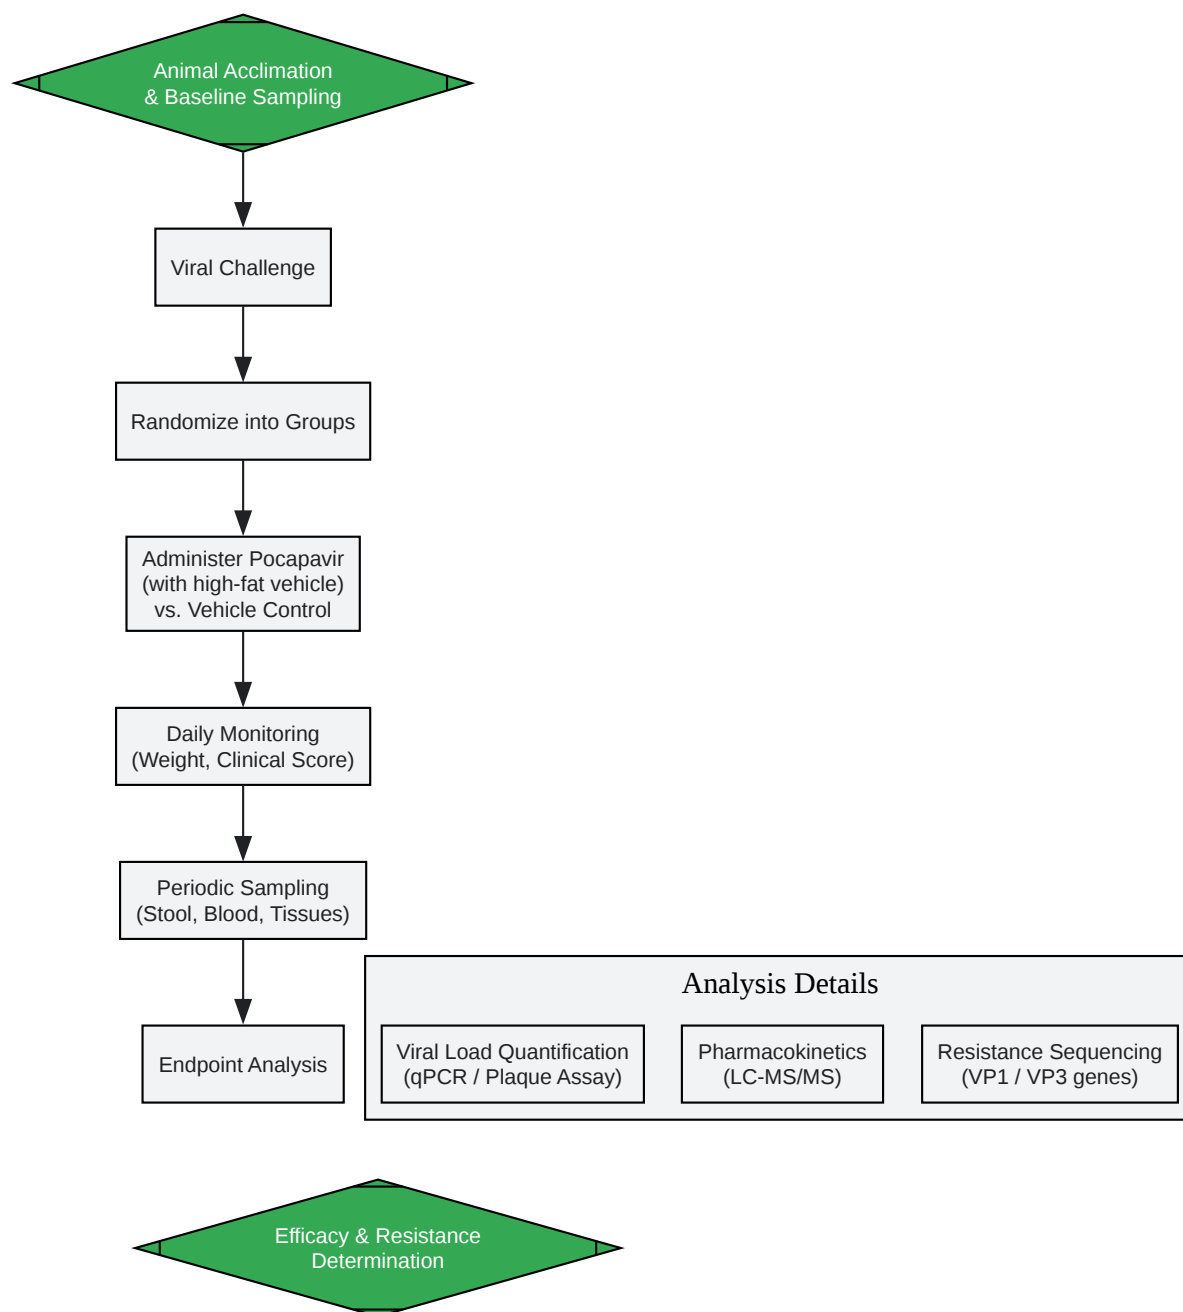 Animal Acclimation
& Baseline Sampling
Viral Challenge
Randomize into Groups
Administer Pocapavir
(with high-fat vehicle)
vs. Vehicle Control
Daily Monitoring
(Weight, Clinical Score)
Periodic Sampling
(Stool, Blood, Tissues)
Endpoint Analysis
Analysis Details
Viral Load Quantification
(qPCR / Plaque Assay)
Pharmacokinetics
(LC-MS/MS)
Resistance Sequencing
(VP1 / VP3 genes)
Efficacy & Resistance
Determination